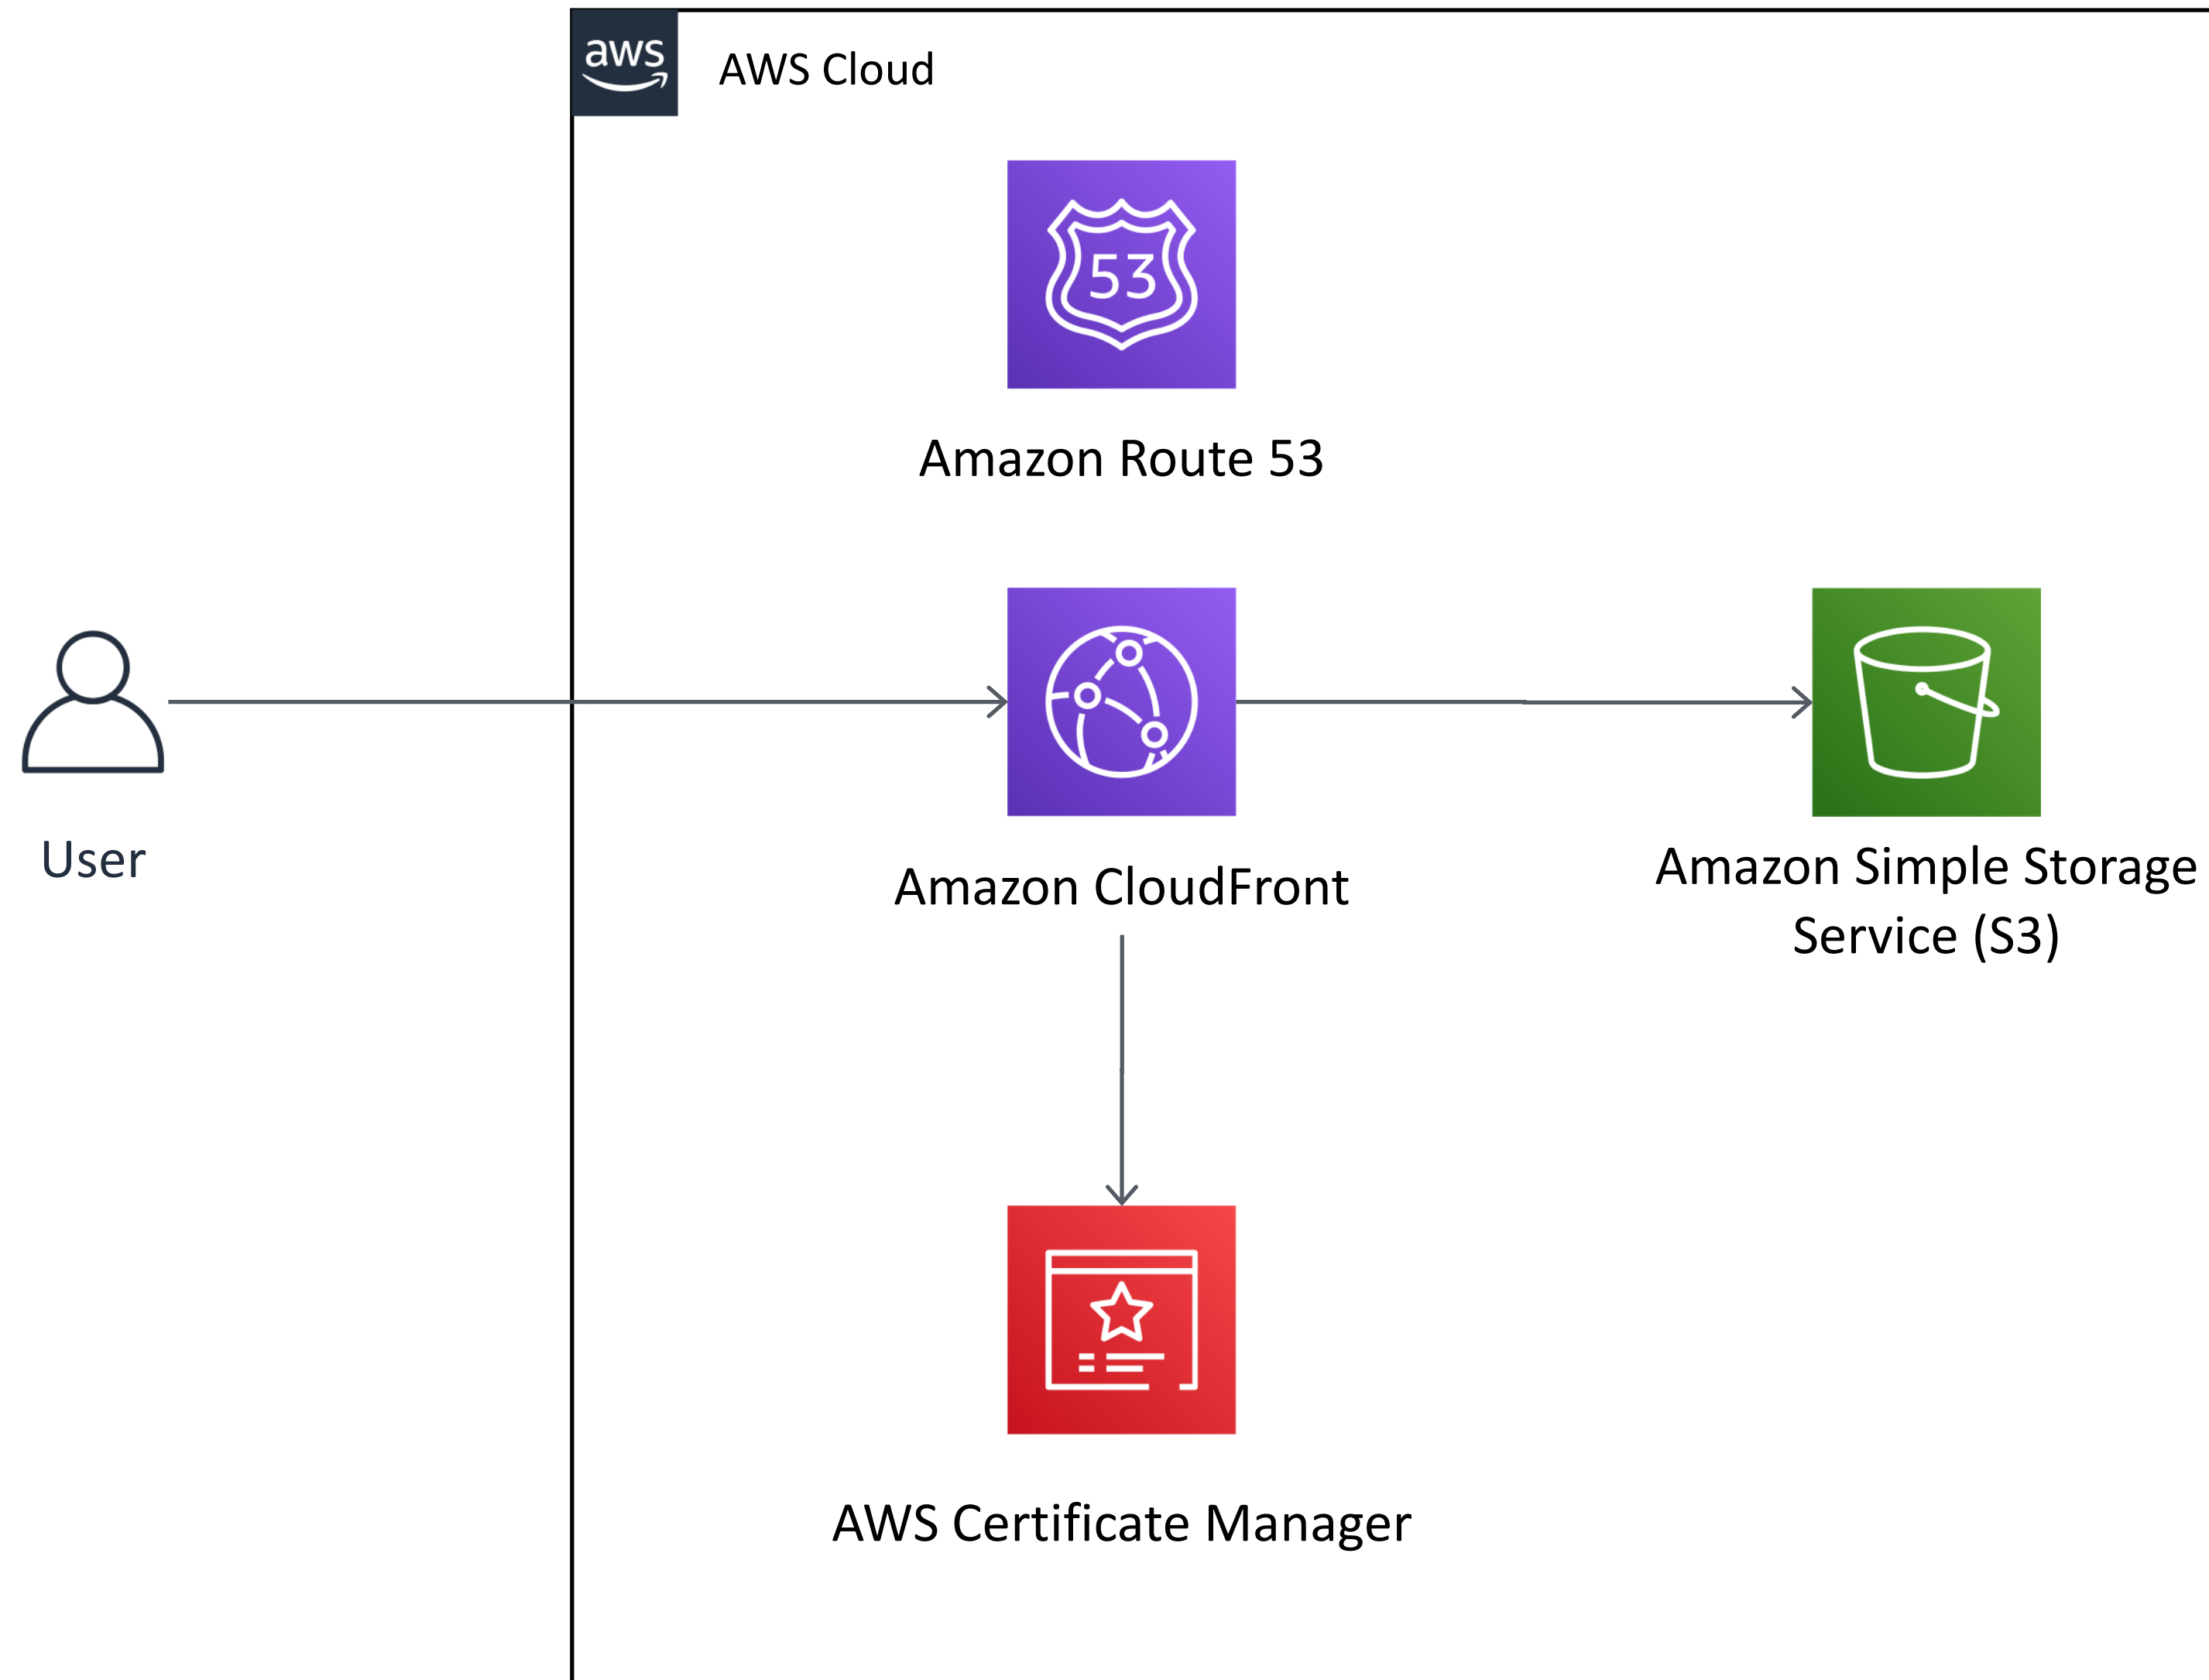 aws
AWS Cloud
53
Amazon Route 53
User
Amazon CloudFront
Amazon Simple Storage
Service (S3)
AWS Certificate Manager